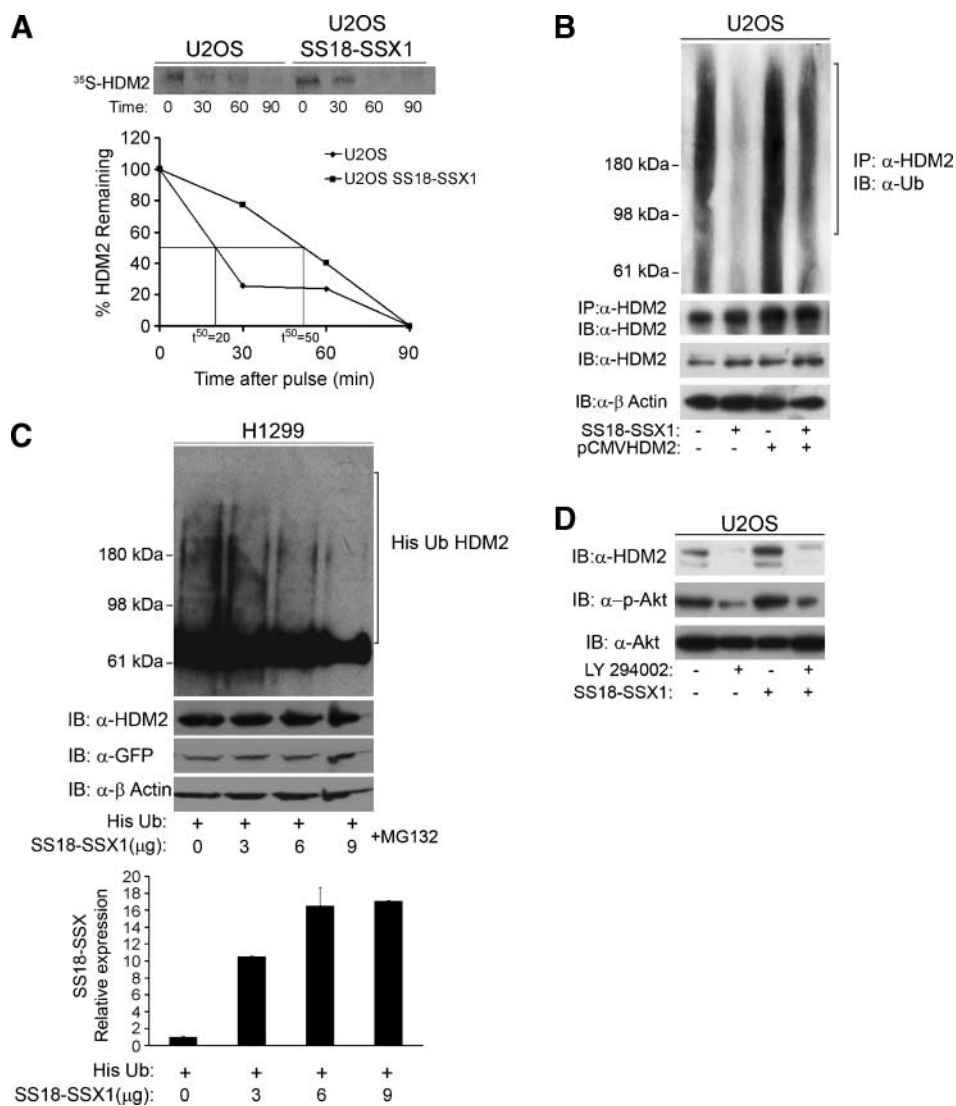 A
U2OS
U2OS
SS18-SSX1
35S-HDM2
Time: 0 30 60 90 0 30 60 90
120
100
80
60
40
20
0
% HDM2 Remaining
U2OS
U2OS SS18-SSX1
t50=20
t50=50
0 30 60 90
Time after pulse (min)
B
U2OS
180 kDa
98 kDa
61 kDa
IP: α-HDM2
IB: α-Ub
IP:α-HDM2
IB:α-HDM2
IB:α-HDM2
IB:α-β Actin
SS18-SSX1: - + - +
pCMVHDM2: - - + +
C
H1299
180 kDa
98 kDa
61 kDa
His Ub HDM2
IB: α-HDM2
IB: α-GFP
IB: α-β Actin
His Ub: + + + +
SS18-SSX1(μg): 0 3 6 9
+MG132
20
18
16
14
12
10
8
6
4
2
0
SS18-SSX
Relative expression
His Ub: + + + +
SS18-SSX1(μg): 0 3 6 9
D
U2OS
IB:α-HDM2
IB: α-p-Akt
IB: α-Akt
LY 294002: - + - +
SS18-SSX1: - - + +